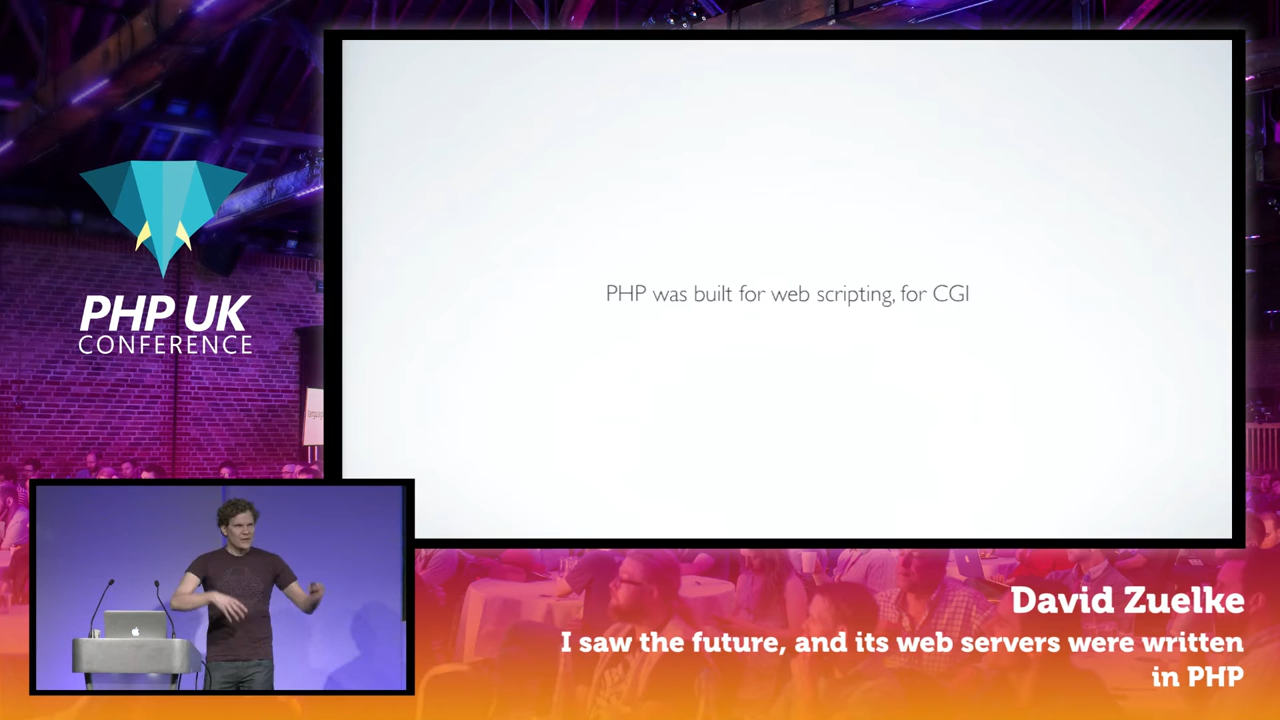 PHP was built for web scripting, for CGI
PHP UK
CONFERENCE
David Zuelke
I saw the future, and its web servers were written
in PHP